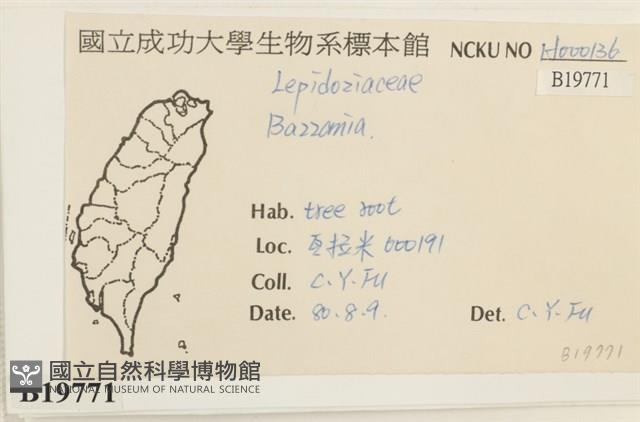 國立成功大學生物系標本館 NCKU NO H000136
B19771
Lepidoziaceae
Bazzania.
Hab. tree root
Loc. 瓦拉米 000191
Coll. C.Y.Fu
Date. 80.8.9.
Det. C.Y.Fu
B19771
國立自然科學博物館
NATIONAL MUSEUM OF NATURAL SCIENCE
B19771